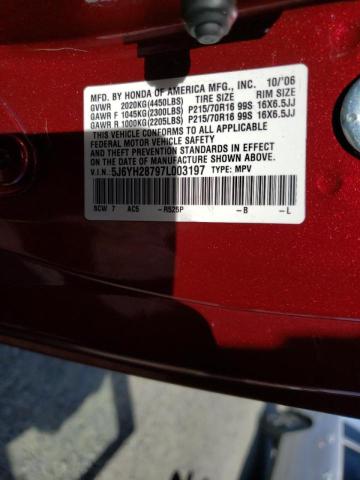 MFD. BY HONDA OF AMERICA MFG., INC. 10/'06
GVWR 2020KG(4450LBS) TIRE SIZE RIM SIZE
GAWR F 1045KG(2300LBS) P215/70R16 99S 16X6.5JJ
GAWR R 1000KG(2205LBS) P215/70R16 99S 16X6.5JJ
THIS VEHICLE CONFORMS TO ALL APPLICABLE
FEDERAL MOTOR VEHICLE SAFETY
AND THEFT PREVENTION STANDARDS IN EFFECT ON
THE DATE OF MANUFACTURE SHOWN ABOVE.
V.I.N: 5J6YH28797L003197 TYPE: MPV
SCW 7 AC5 -R525P -B -L